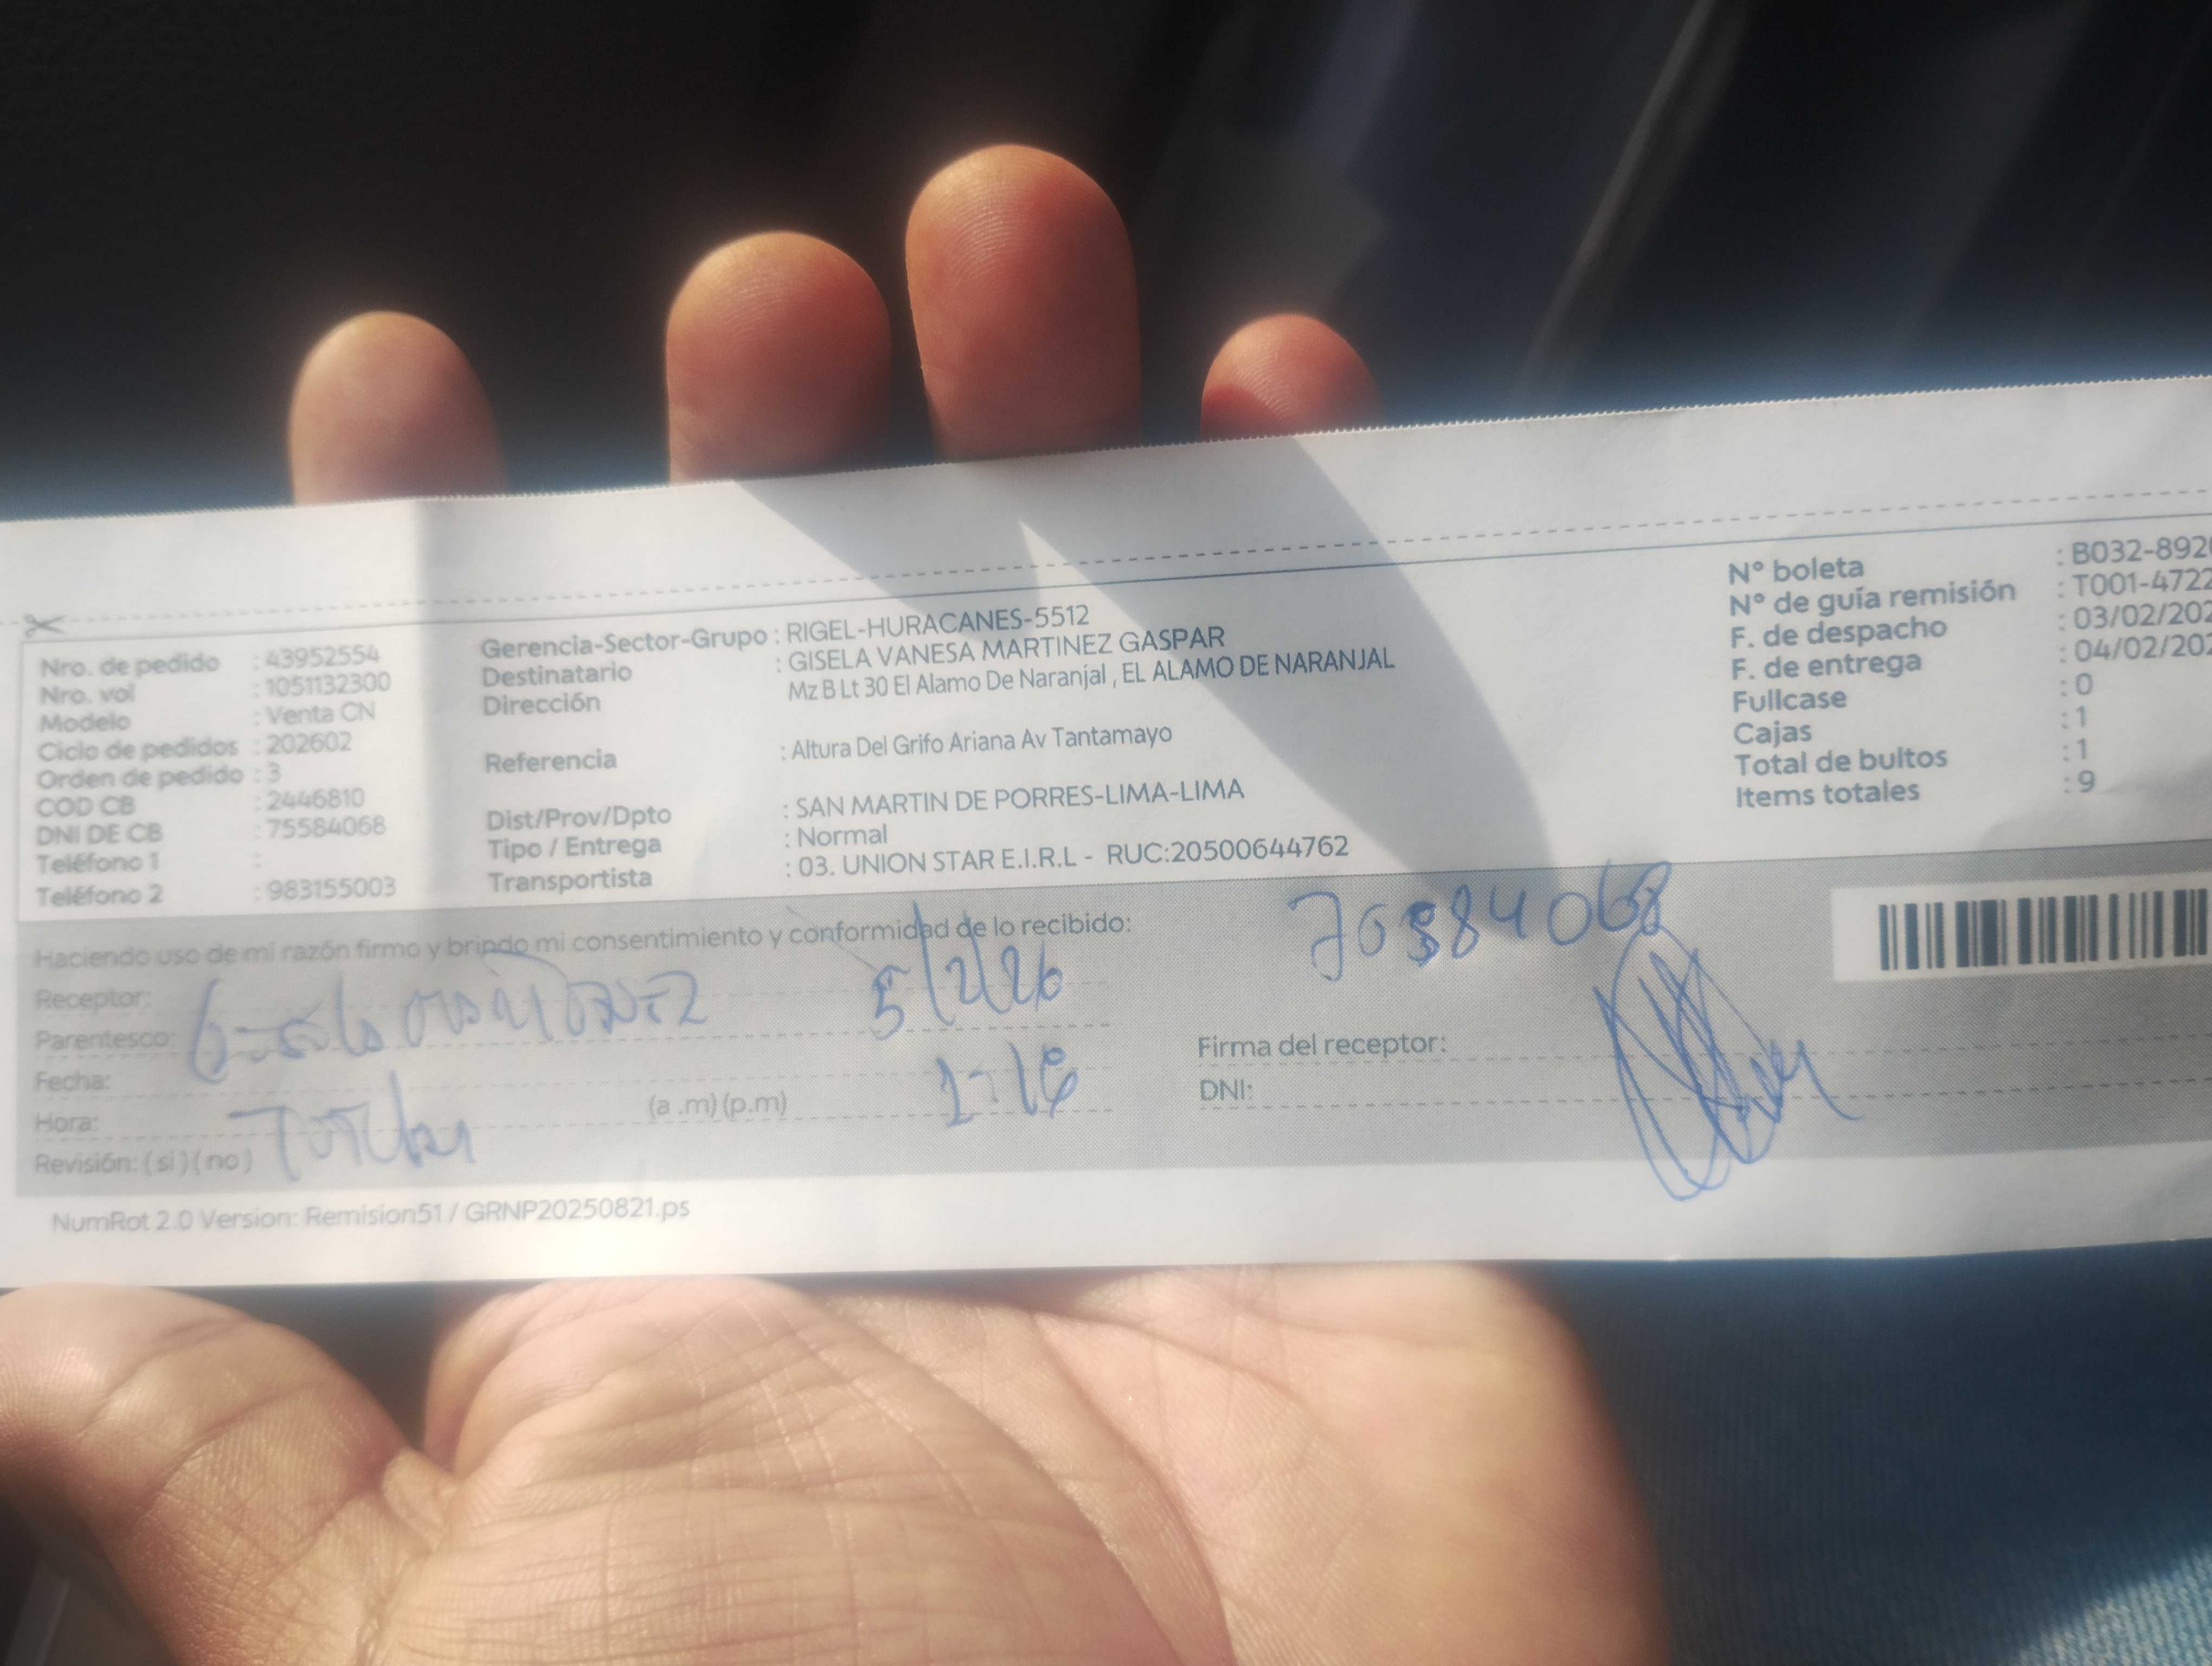 Nro. de pedido : 43952554
Nro. vol : 1051132300
Modelo : Venta CN
Ciclo de pedidos : 202602
Orden de pedido : 3
COD CB : 2446810
DNI DE CB : 75584068
Teléfono 1 :
Teléfono 2 : 983155003
Gerencia-Sector-Grupo : RIGEL-HURACANES-5512
Destinatario : GISELA VANESA MARTINEZ GASPAR
Dirección Mz B Lt 30 El Alamo De Naranjal , EL ALAMO DE NARANJAL
Referencia : Altura Del Grifo Ariana Av Tantamayo
Dist/Prov/Dpto : SAN MARTIN DE PORRES-LIMA-LIMA
Tipo / Entrega : Normal
Transportista : 03. UNION STAR E.I.R.L - RUC:20500644762
N° boleta : B032-892
N° de guía remisión : T001-4722
F. de despacho : 03/02/202
F. de entrega : 04/02/202
Fullcase : 0
Cajas : 1
Total de bultos : 1
Items totales : 9
Haciendo uso de mi razón firmo y brindo mi consentimiento y conformidad de lo recibido:
Receptor:
Parentesco: 5/2/26
Fecha:
Hora: (a .m) (p.m)
Revisión: ( si ) ( no )
Firma del receptor:
DNI:
NumRot 2.0 Version: Remision51 / GRNP20250821.ps